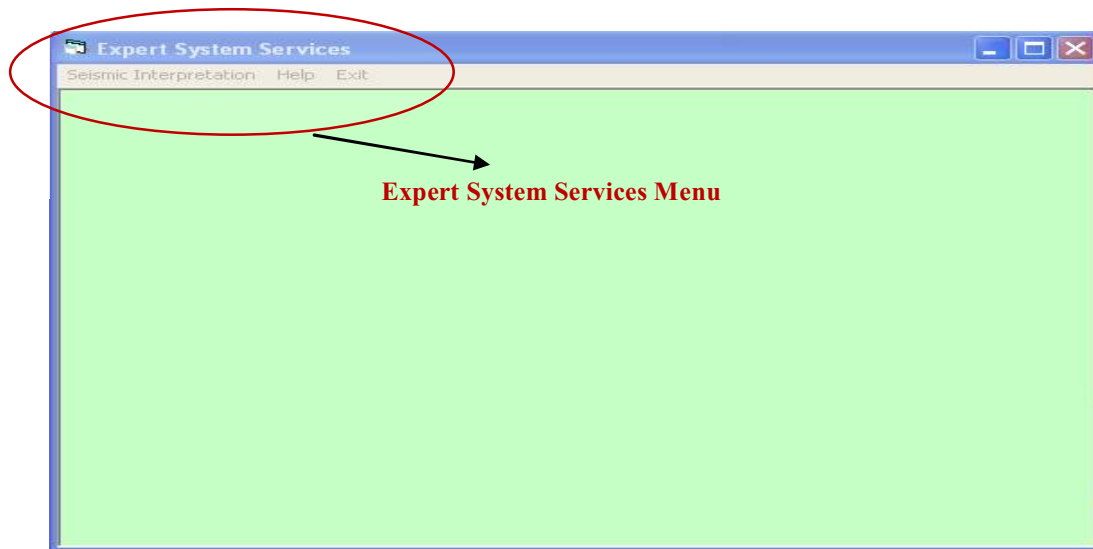 Expert System Services
Seismic Interpretation Help Exit
Expert System Services Menu